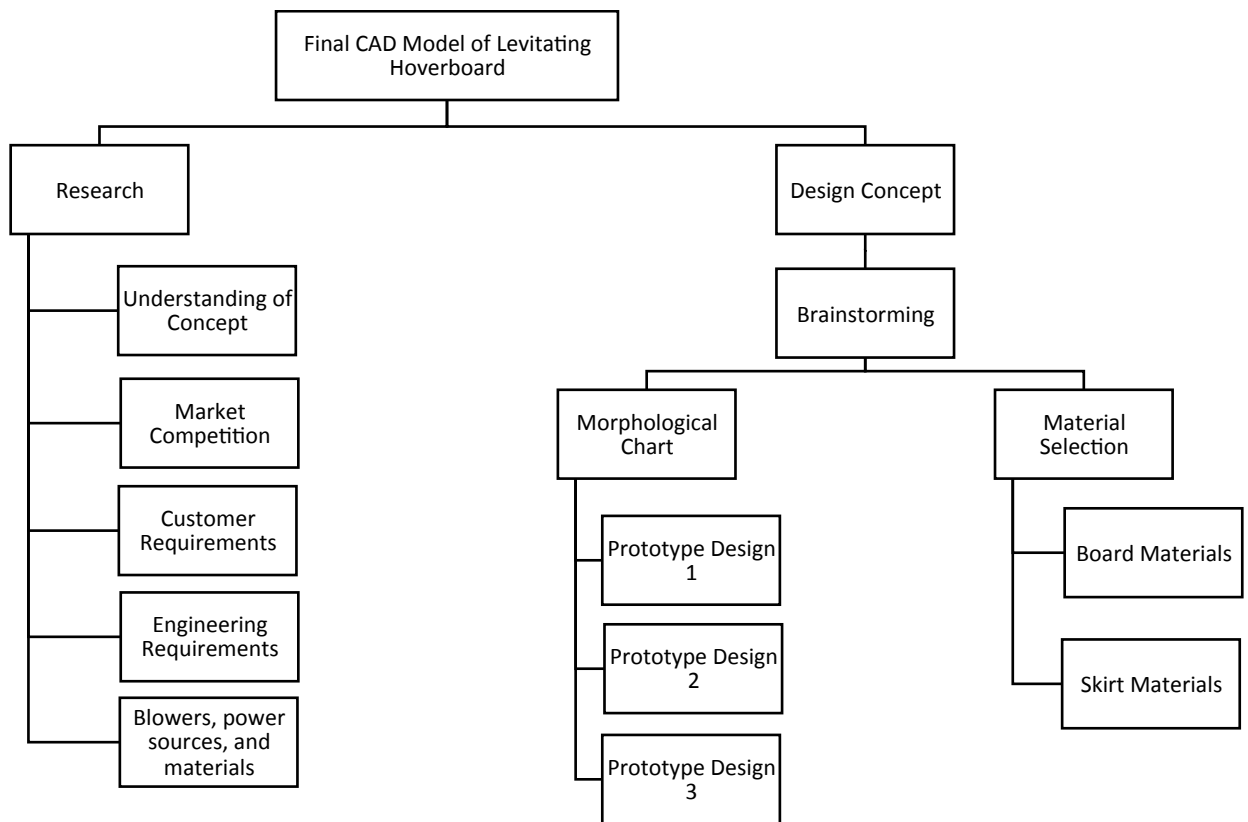 Final CAD Model of Levitating
Hoverboard
Research
Design Concept
Understanding of
Concept
Brainstorming
Market
Competition
Morphological
Chart
Material
Selection
Customer
Requirements
Prototype Design
1
Board Materials
Engineering
Requirements
Prototype Design
2
Skirt Materials
Blowers, power
sources, and
materials
Prototype Design
3